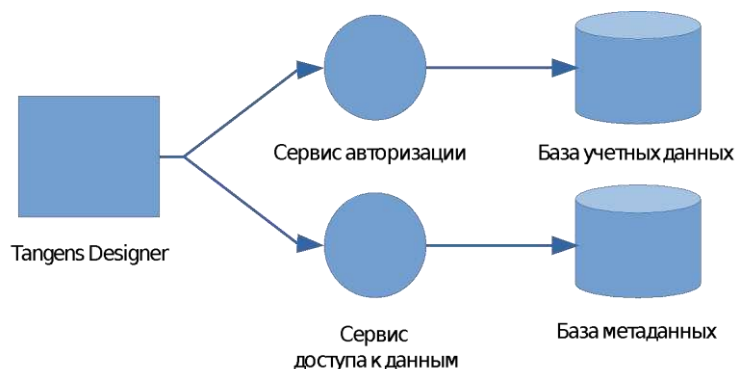 Сервис авторизации
База учетных данных
Tangens Designer
Сервис
доступа к данным
База метаданных